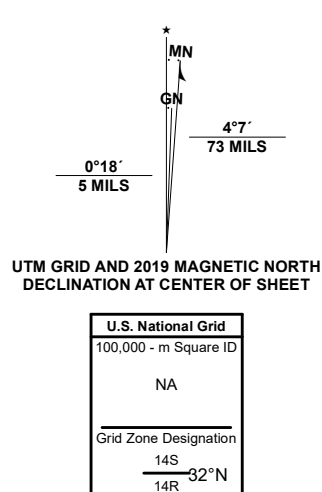 ★
MN
GN
4°7´
73 MILS
0°18´
5 MILS
UTM GRID AND 2019 MAGNETIC NORTH
DECLINATION AT CENTER OF SHEET
U.S. National Grid
100,000 - m Square ID
NA
Grid Zone Designation
14S
32°N
14R